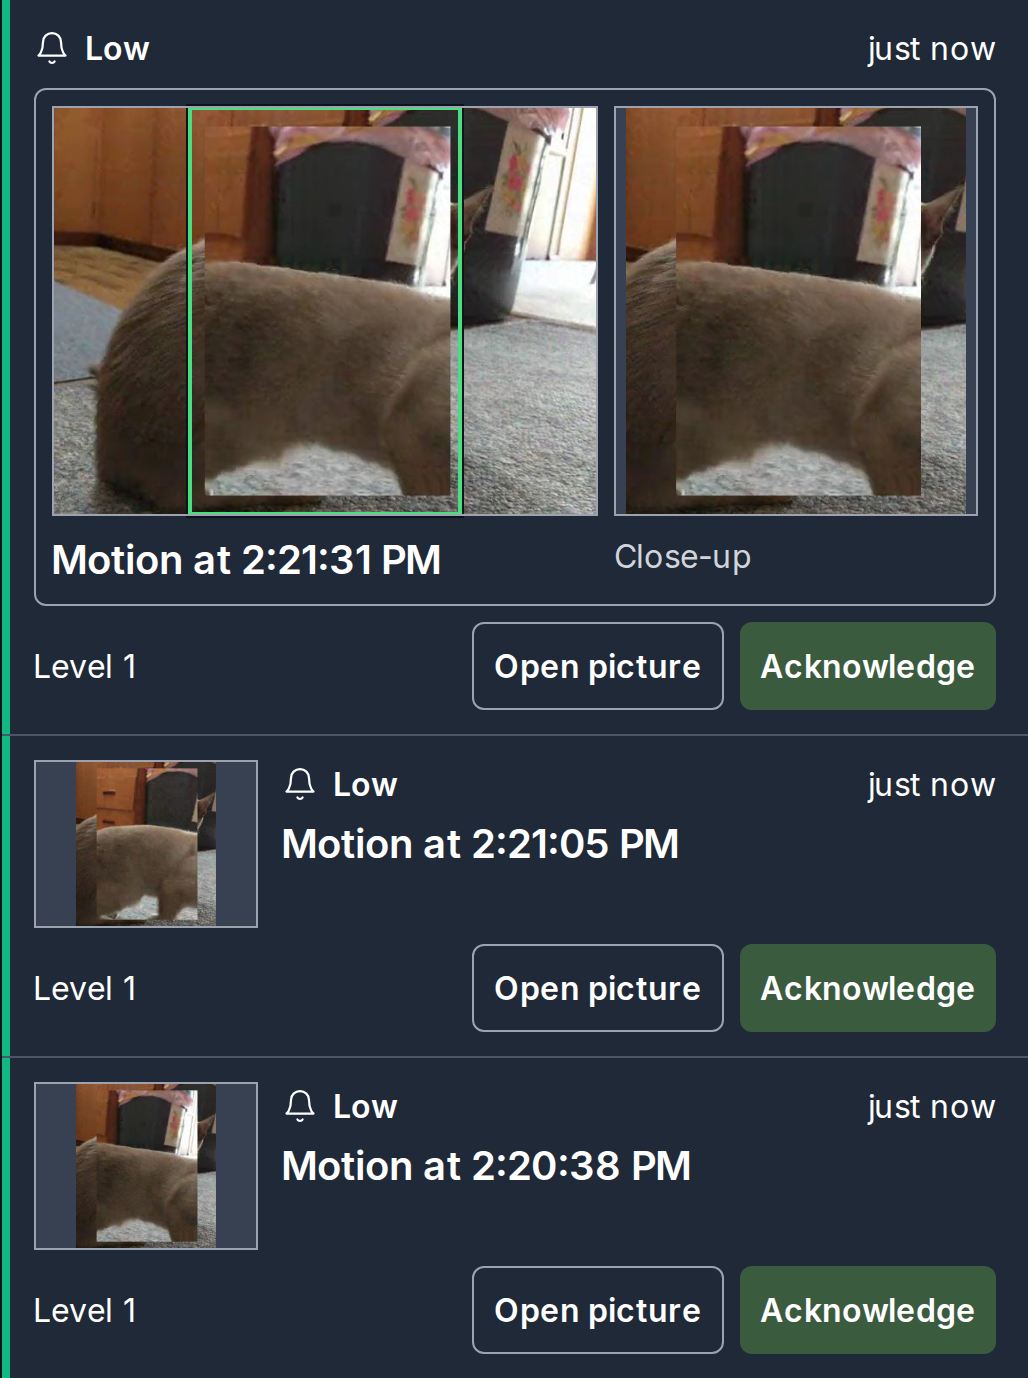 Low
just now
Motion at 2:21:31 PM
Close-up
Level 1
Open picture
Acknowledge
Low
just now
Motion at 2:21:05 PM
Level 1
Open picture
Acknowledge
Low
just now
Motion at 2:20:38 PM
Level 1
Open picture
Acknowledge